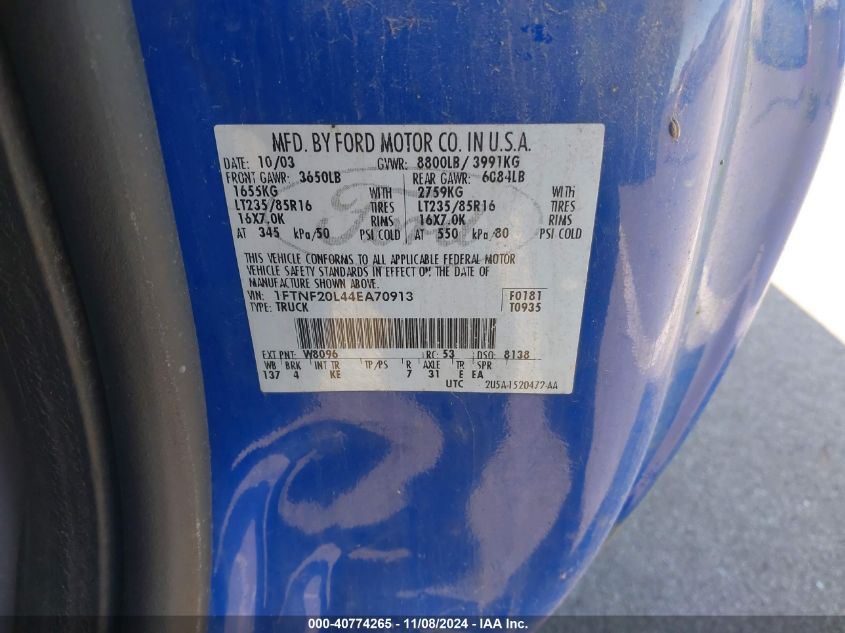 MFD. BY FORD MOTOR CO. IN U.S.A.
DATE: 10/03 GVWR: 8800LB/ 3991KG
FRONT GAWR: 3650LB REAR GAWR: 6084LB
1655KG WITH 2759KG WITH
LT235/85R16 TIRES LT235/85R16 TIRES
16X7.0K RIMS 16X7.0K RIMS
AT 345 kPa/50 PSI COLD AT 550 kPa/80 PSI COLD
Ford
THIS VEHICLE CONFORMS TO ALL APPLICABLE FEDERAL MOTOR
VEHICLE SAFETY STANDARDS IN EFFECT ON THE DATE OF
MANUFACTURE SHOWN ABOVE.
VIN: 1FTNF20L44EA70913 F0181
TYPE: TRUCK T0935
EXT PNT: W8096 RC: 53 DSO: 8138
WB BRK INT TR TP/PS R AXLE TR SPR
137 4 KE 7 31 E EA
UTC 2U5A-1520472-AA
000-40774265 - 11/08/2024 - IAAI.com